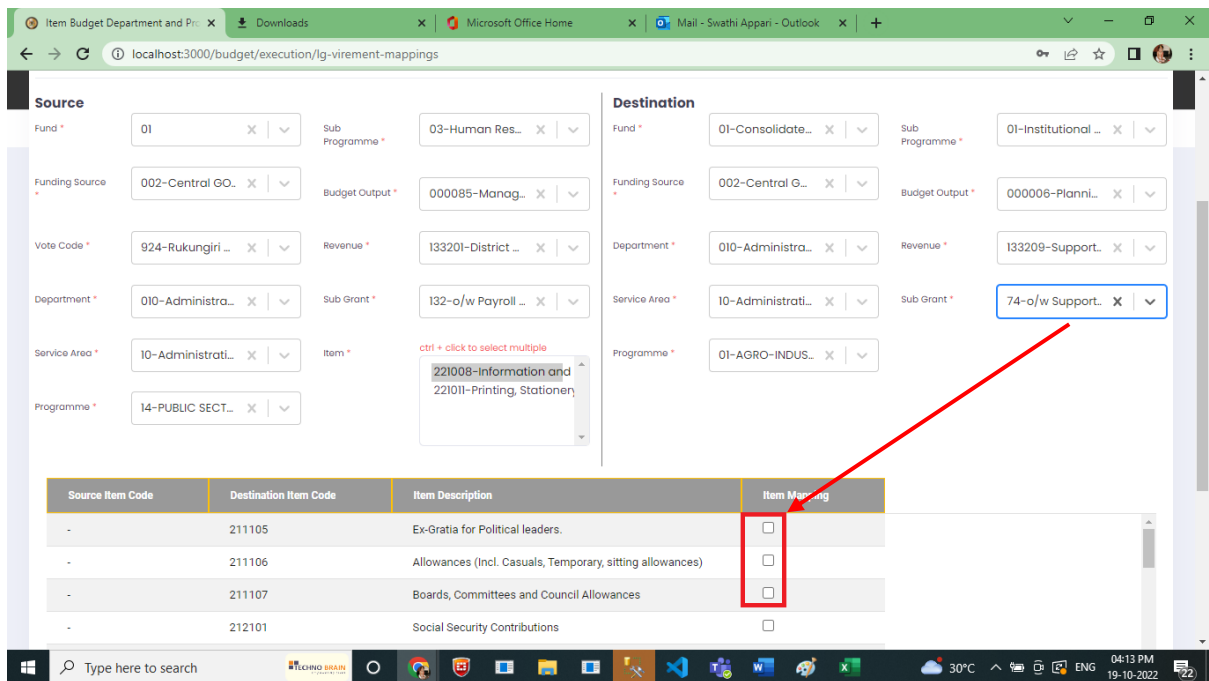 Item Budget Department and Pro
Downloads
Microsoft Office Home
Mail - Swathi Appari - Outlook
localhost:3000/budget/execution/lg-virement-mappings
Source
Destination
Fund *
01
Sub Programme *
03-Human Res...
Fund *
01-Consolidate...
Sub Programme *
01-Institutional ...
Funding Source *
002-Central GO..
Budget Output *
000085-Manag...
Funding Source *
002-Central G...
Budget Output *
000006-Planni...
Vote Code *
924-Rukungiri ...
Revenue *
133201-District ...
Department *
010-Administra...
Revenue *
133209-Support..
Department *
010-Administra...
Sub Grant *
132-o/w Payroll ...
Service Area *
10-Administrati...
Sub Grant *
74-o/w Support..
Service Area *
10-Administrati...
Item *
ctrl + click to select multiple
221008-Information and
221011-Printing, Stationery
Programme *
01-AGRO-INDUS...
Programme *
14-PUBLIC SECT...
Source Item Code Destination Item Code Item Description Item Mapping
- 211105 Ex-Gratia for Political leaders.
- 211106 Allowances (Incl. Casuals, Temporary, sitting allowances)
- 211107 Boards, Committees and Council Allowances
- 212101 Social Security Contributions
Type here to search
TECHNO BRAIN
30°C
ENG
04:13 PM
19-10-2022
22